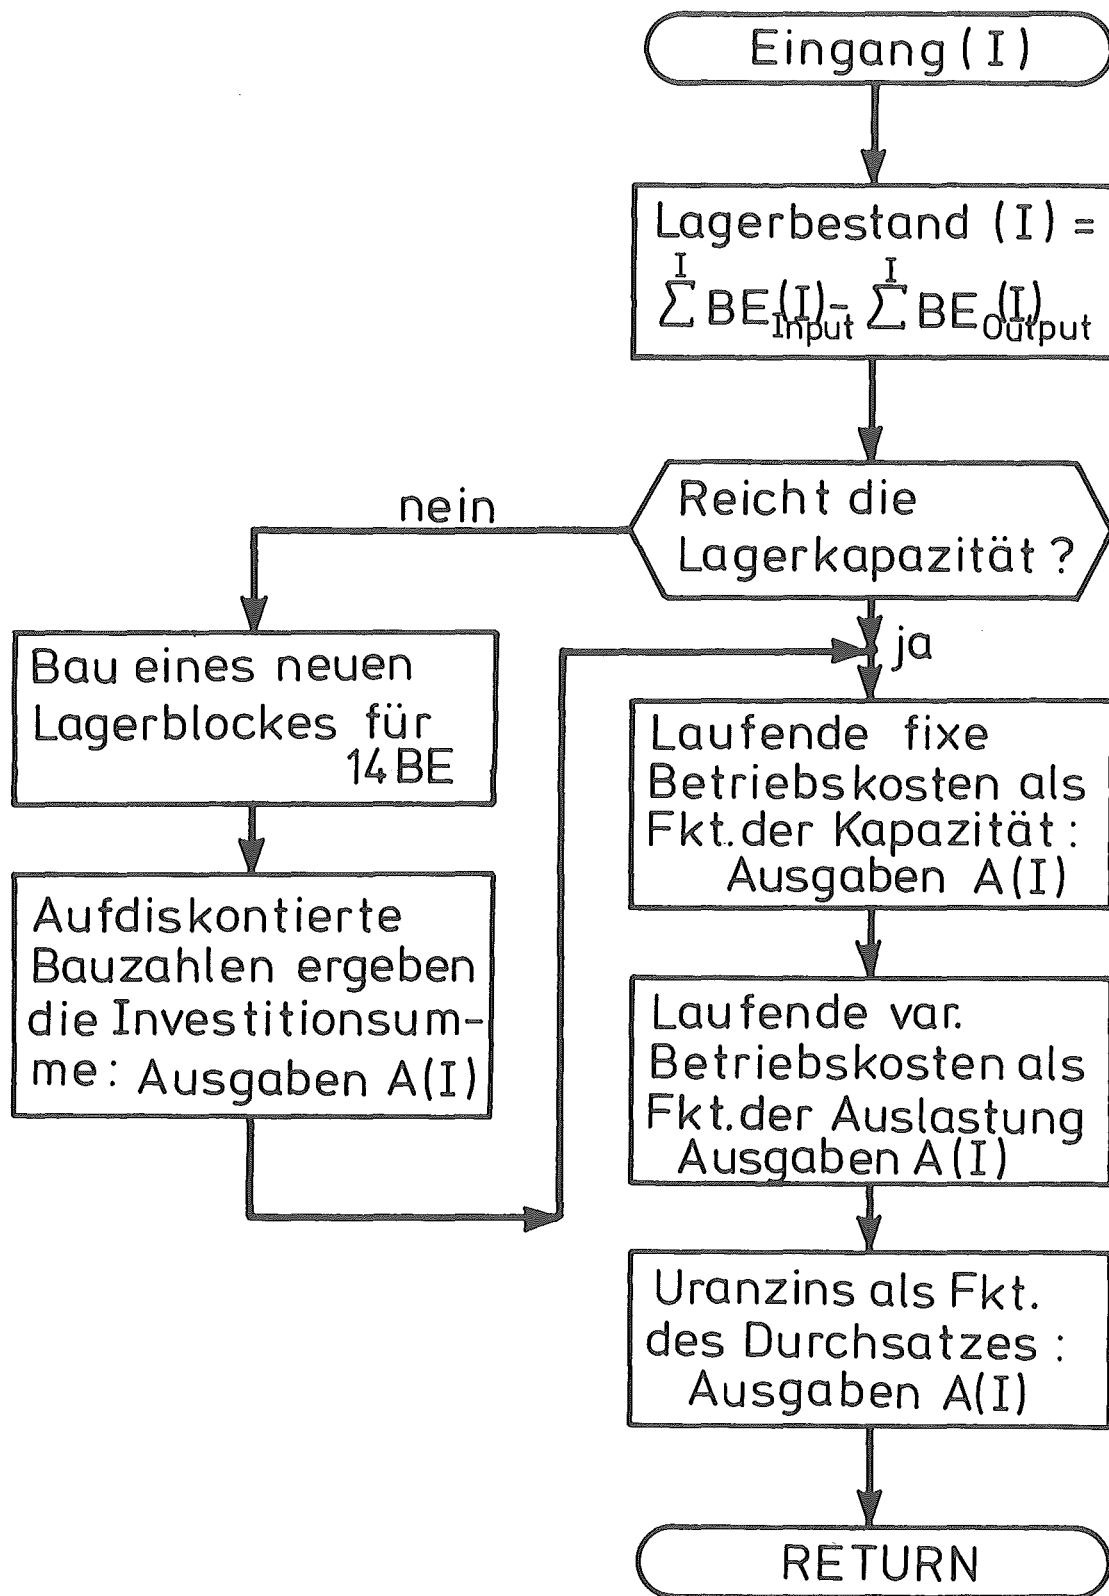 Eingang (I)
Lagerbestand (I) =
I I
∑ BE Input (I) - ∑ BE Output (I)
Reicht die
Lagerkapazität ?
nein
ja
Bau eines neuen
Lagerblockes für
14 BE
Aufdiskontierte
Bauzahlen ergeben
die Investitionsum-
me: Ausgaben A(I)
Laufende fixe
Betriebskosten als
Fkt. der Kapazität :
Ausgaben A(I)
Laufende var.
Betriebskosten als
Fkt. der Auslastung
Ausgaben A(I)
Uranzins als Fkt.
des Durchsatzes :
Ausgaben A(I)
RETURN